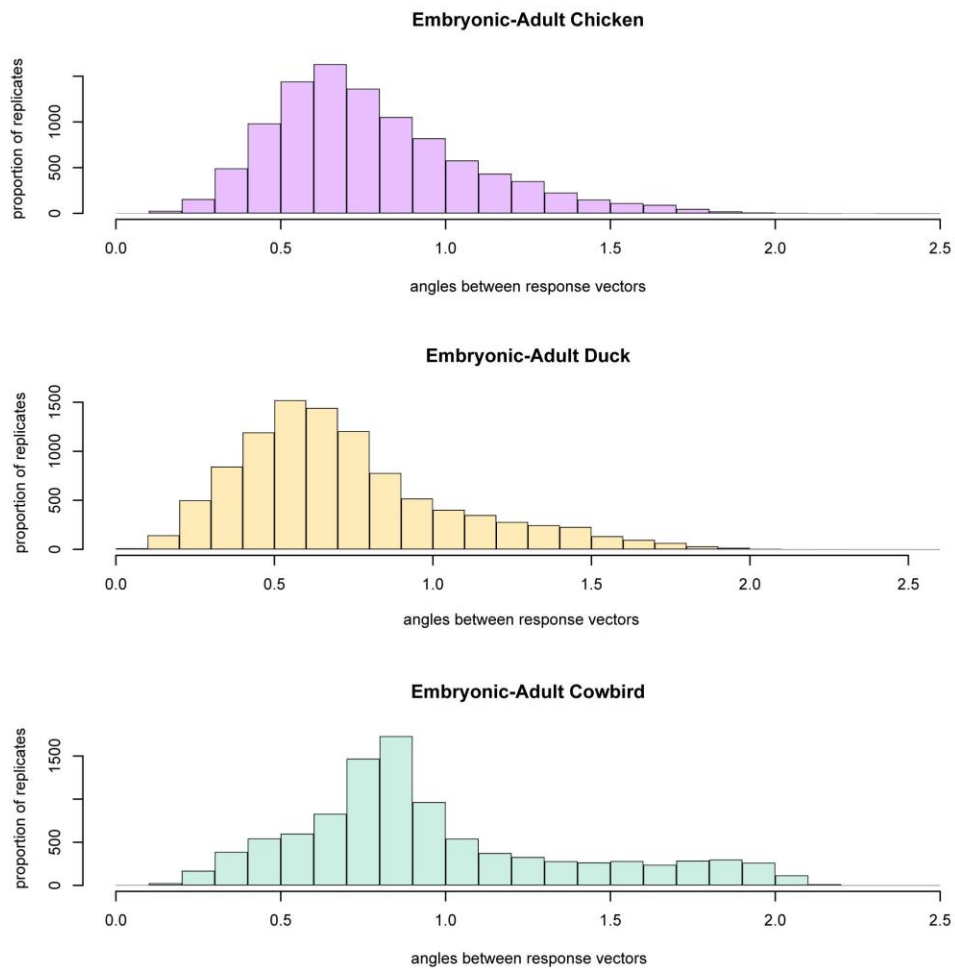 Embryonic-Adult Chicken
proportion of replicates
1000
500
0
0.0 0.5 1.0 1.5 2.0 2.5
angles between response vectors
Embryonic-Adult Duck
proportion of replicates
1500
1000
500
0
0.0 0.5 1.0 1.5 2.0 2.5
angles between response vectors
Embryonic-Adult Cowbird
proportion of replicates
1500
500
0
0.0 0.5 1.0 1.5 2.0 2.5
angles between response vectors